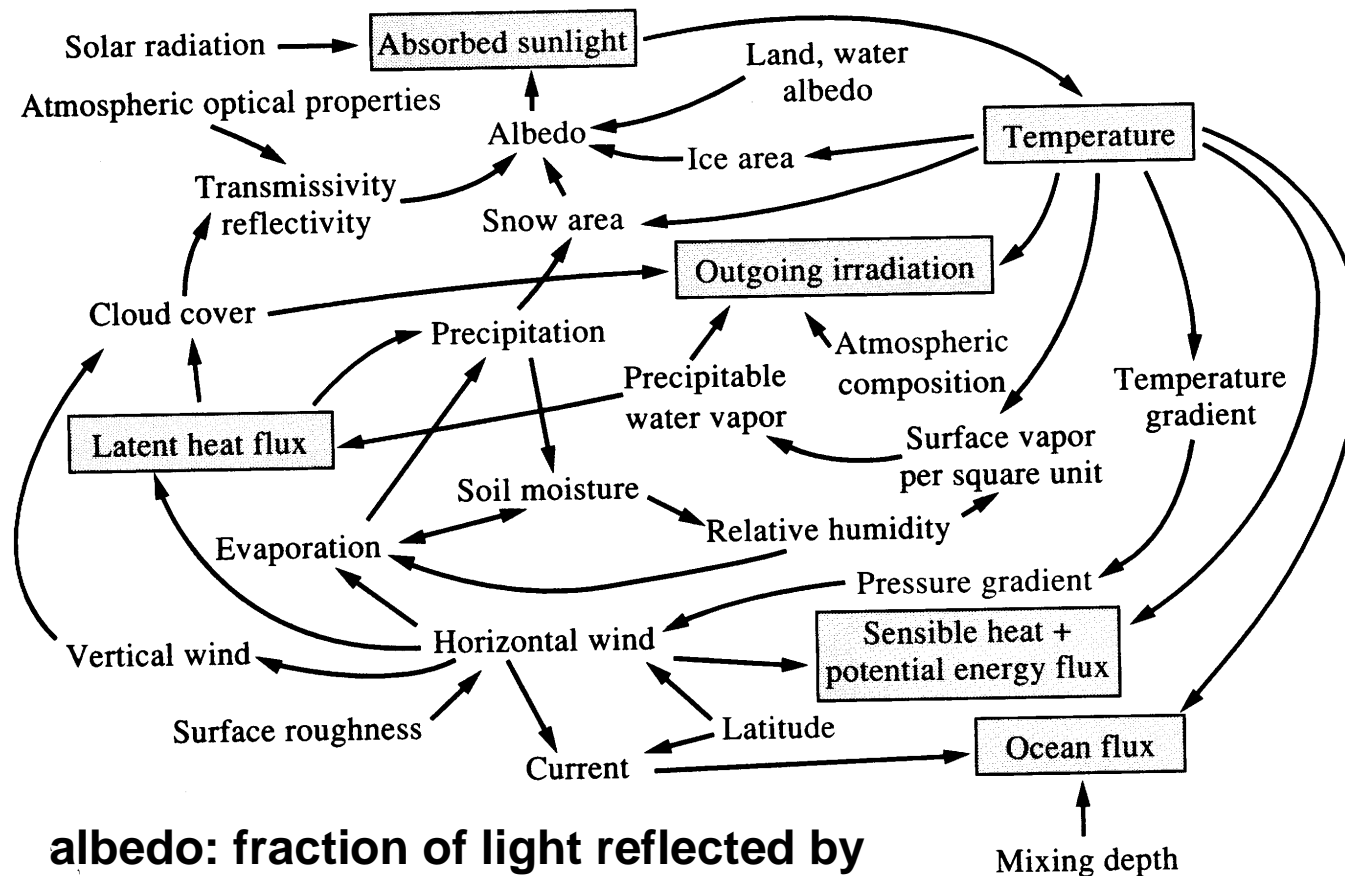 Solar radiation
Absorbed sunlight
Land, water
albedo
Atmospheric optical properties
Albedo
Temperature
Ice area
Transmissivity
reflectivity
Snow area
Outgoing irradiation
Cloud cover
Precipitation
Atmospheric
composition
Precipitable
water vapor
Temperature
gradient
Latent heat flux
Surface vapor
per square unit
Soil moisture
Relative humidity
Evaporation
Pressure gradient
Horizontal wind
Sensible heat +
potential energy flux
Vertical wind
Surface roughness
Latitude
Ocean flux
Current
albedo: fraction of light reflected by
Mixing depth